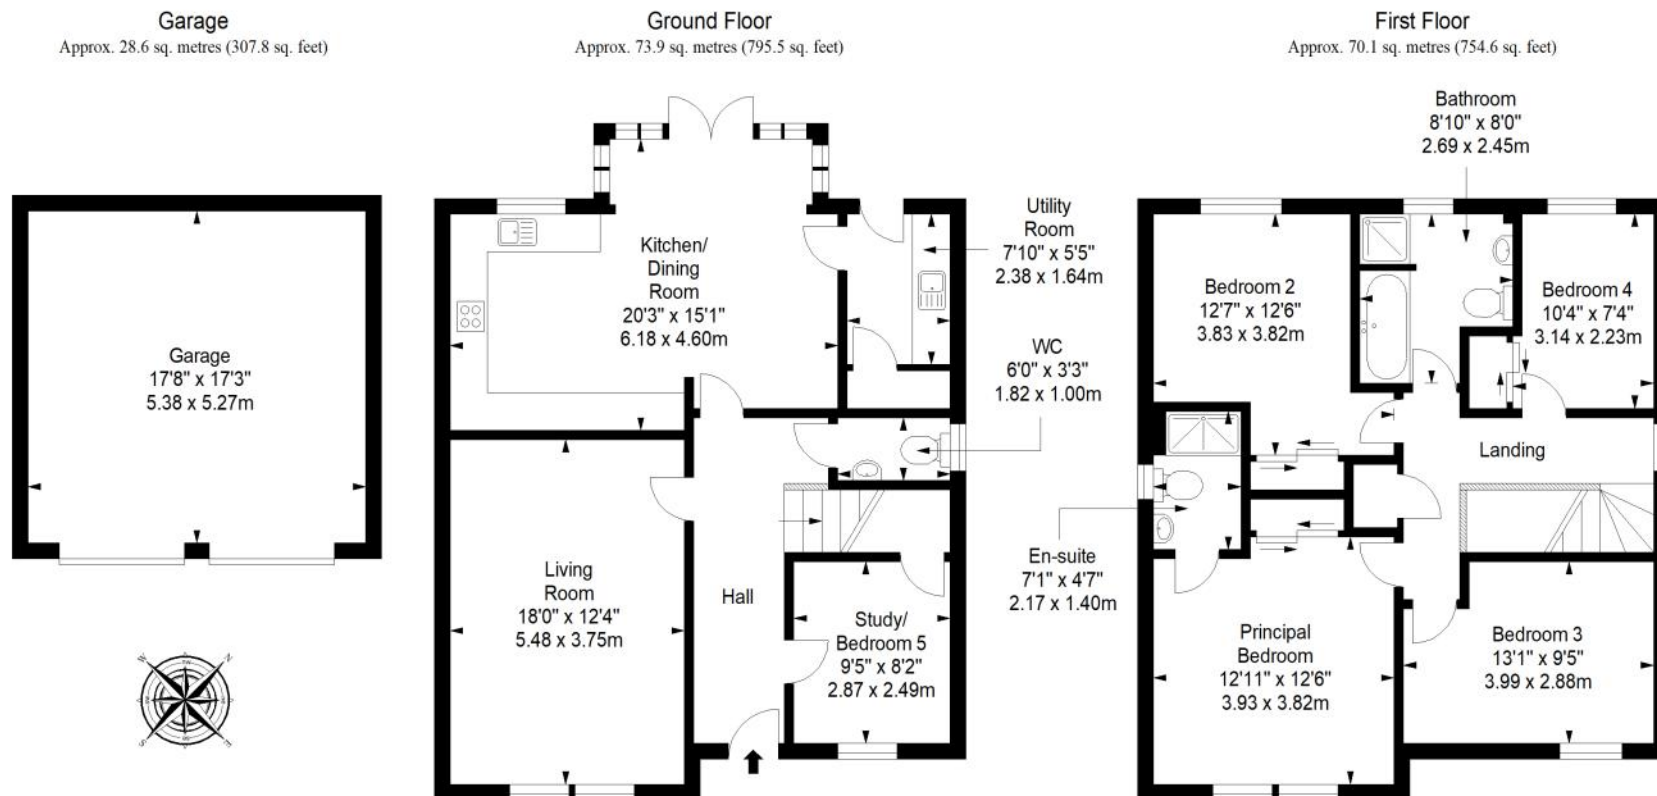 Garage
Approx. 28.6 sq. metres (307.8 sq. feet)
Garage
17'8" x 17'3"
5.38 x 5.27m
W
N
S
E
Ground Floor
Approx. 73.9 sq. metres (795.5 sq. feet)
Kitchen/
Dining
Room
20'3" x 15'1"
6.18 x 4.60m
Utility
Room
7'10" x 5'5"
2.38 x 1.64m
WC
6'0" x 3'3"
1.82 x 1.00m
Living
Room
18'0" x 12'4"
5.48 x 3.75m
Hall
Study/
Bedroom 5
9'5" x 8'2"
2.87 x 2.49m
First Floor
Approx. 70.1 sq. metres (754.6 sq. feet)
Bathroom
8'10" x 8'0"
2.69 x 2.45m
Bedroom 2
12'7" x 12'6"
3.83 x 3.82m
Bedroom 4
10'4" x 7'4"
3.14 x 2.23m
Landing
En-suite
7'1" x 4'7"
2.17 x 1.40m
Principal
Bedroom
12'11" x 12'6"
3.93 x 3.82m
Bedroom 3
13'1" x 9'5"
3.99 x 2.88m